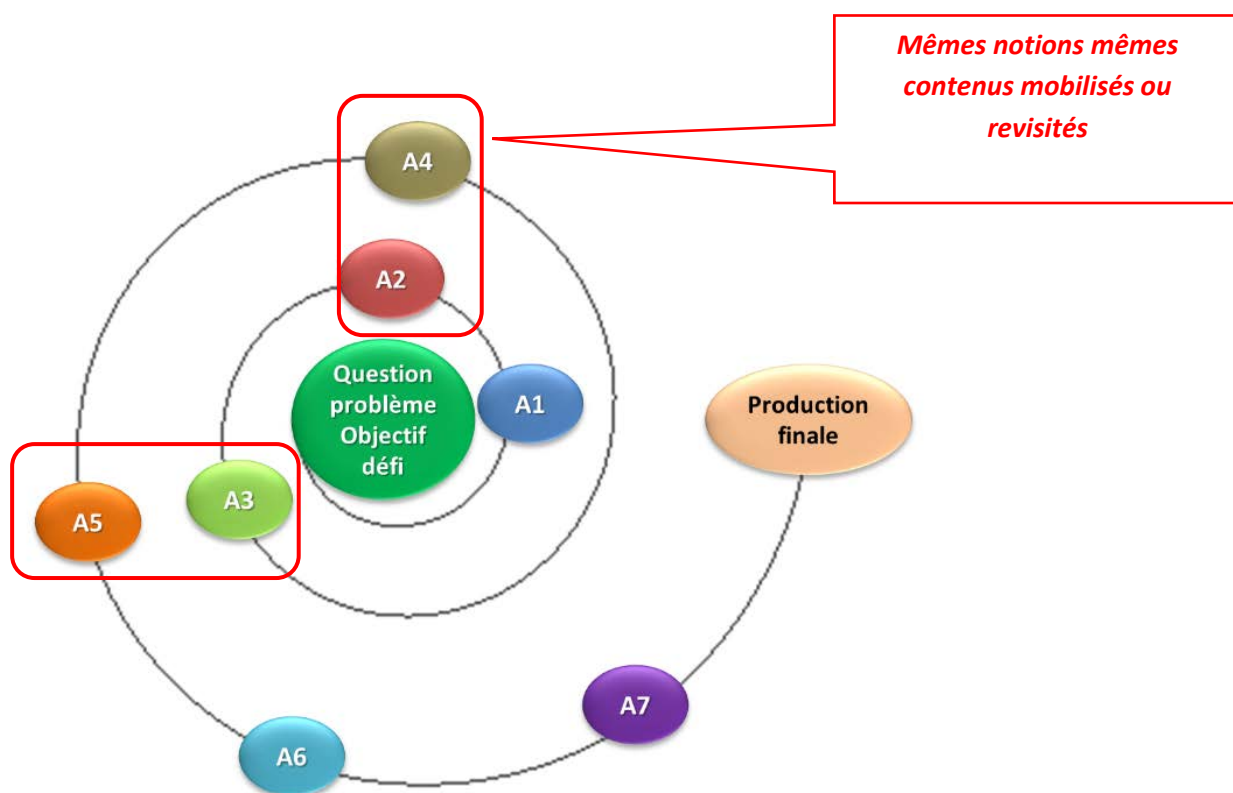 Mêmes notions mêmes
contenus mobilisés ou
revisités
A4
A2
Question
problème
Objectif
défi
A1
Production
finale
A3
A5
A7
A6